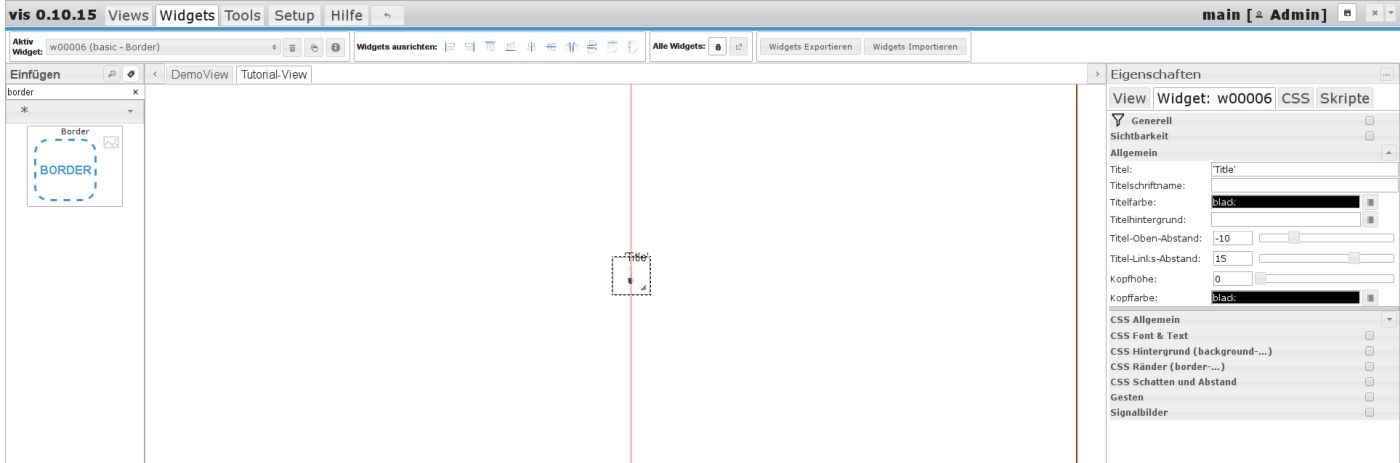 vis 0.10.15 Views Widgets Tools Setup Hilfe main [ Admin]
Aktiv Widget: w00006 (basic - Border) Widgets ausrichten: Alle Widgets: Widgets Exportieren Widgets Importieren
Einfügen DemoView Tutorial-View Eigenschaften
border x
View Widget: w00006 CSS Skripte
*
Generell
Border
BORDER
Sichtbarkeit
Allgemein
Titel: 'Title'
Titelschriftname:
Titelfarbe: black
Titelhintergrund:
Titel-Oben-Abstand: -10
'Title'
Titel-Links-Abstand: 15
Kopfhöhe: 0
Kopffarbe: black
CSS Allgemein
CSS Font & Text
CSS Hintergrund (background-...)
CSS Ränder (border-...)
CSS Schatten und Abstand
Gesten
Signalbilder